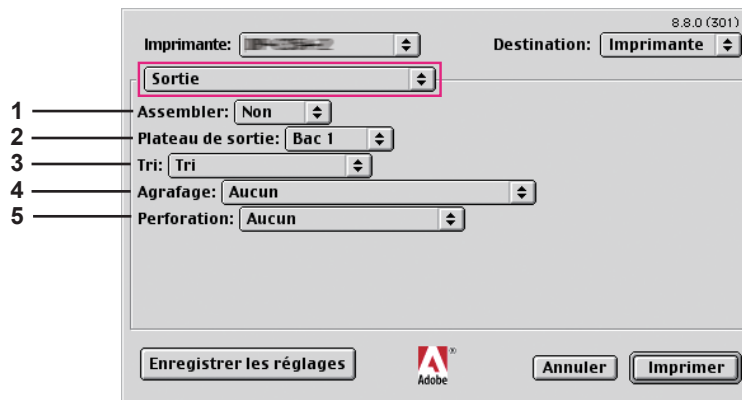 8.8.0 (301)
Imprimante: Destination: Imprimante
Sortie
1 Assembler: Non
2 Plateau de sortie: Bac 1
3 Tri: Tri
4 Agrafage: Aucun
5 Perforation: Aucun
Enregistrer les réglages
Adobe ®
Annuler Imprimer